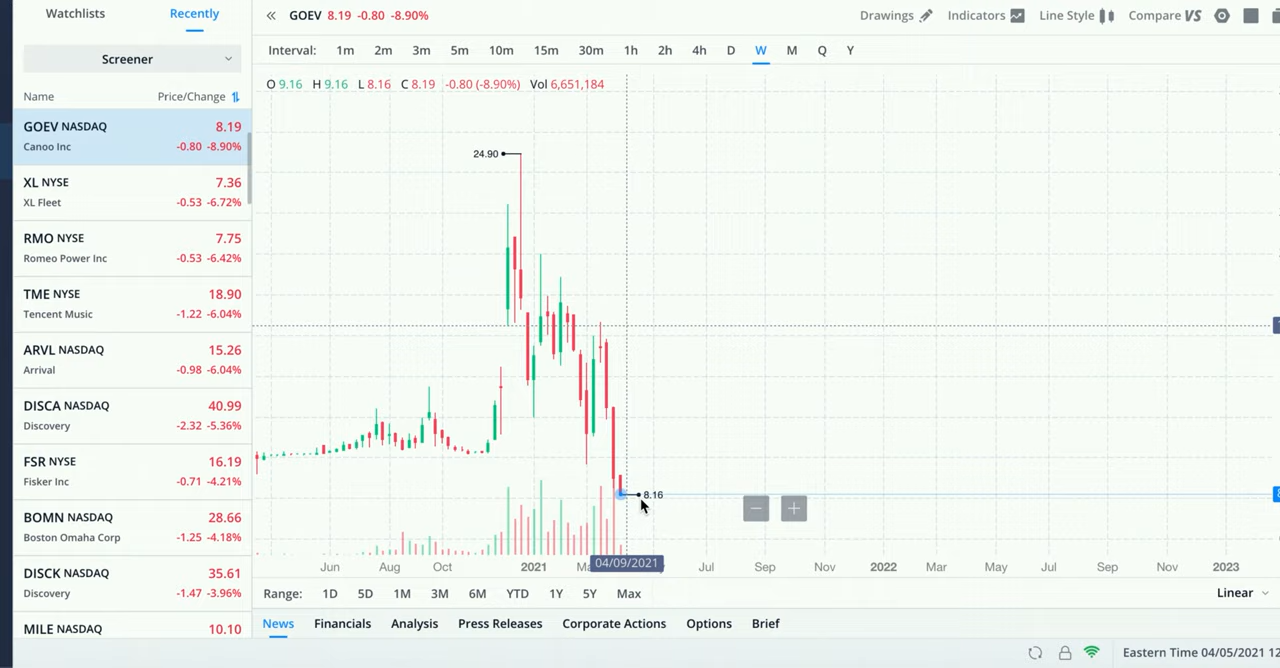 Watchlists Recently
Screener
Name Price/Change
GOEV NASDAQ 8.19
Canoo Inc -0.80 -8.90%
XL NYSE 7.36
XL Fleet -0.53 -6.72%
RMO NYSE 7.75
Romeo Power Inc -0.53 -6.42%
TME NYSE 18.90
Tencent Music -1.22 -6.04%
ARVL NASDAQ 15.26
Arrival -0.98 -6.04%
DISCA NASDAQ 40.99
Discovery -2.32 -5.36%
FSR NYSE 16.19
Fisker Inc -0.71 -4.21%
BOMN NASDAQ 28.66
Boston Omaha Corp -1.25 -4.18%
DISCK NASDAQ 35.61
Discovery -1.47 -3.96%
MILE NASDAQ 10.10
GOEV 8.19 -0.80 -8.90% Drawings Indicators Line Style Compare VS
Interval: 1m 2m 3m 5m 10m 15m 30m 1h 2h 4h D W M Q Y
O 9.16 H 9.16 L 8.16 C 8.19 -0.80 (-8.90%) Vol 6,651,184
24.90
8.16
Jun Aug Oct 2021 04/09/2021 Jul Sep Nov 2022 Mar May Jul Sep Nov 2023
Range: 1D 5D 1M 3M 6M YTD 1Y 5Y Max Linear
News Financials Analysis Press Releases Corporate Actions Options Brief
Eastern Time 04/05/2021